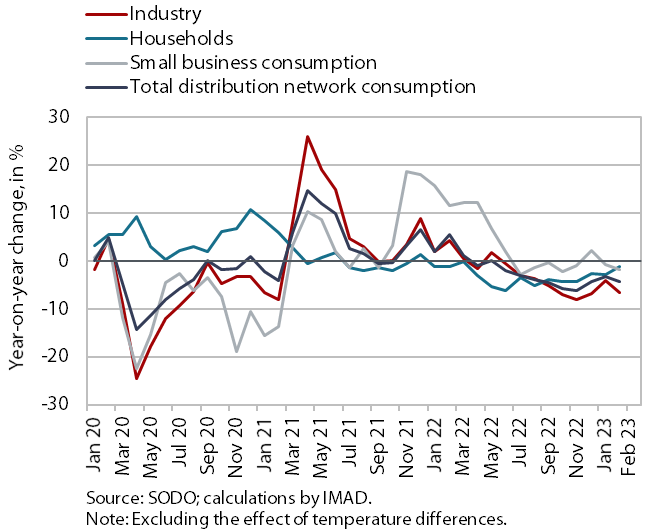 Industry
Households
Small business consumption
Total distribution network consumption
Year-on-year change, in %
30
20
10
0
-10
-20
-30
Jan 20
Mar 20
May 20
Jul 20
Sep 20
Nov 20
Jan 21
Mar 21
May 21
Jul 21
Sep 21
Nov 21
Jan 22
Mar 22
May 22
Jul 22
Sep 22
Nov 22
Jan 23
Feb 23
Source: SODO; calculations by IMAD.
Note: Excluding the effect of temperature differences.